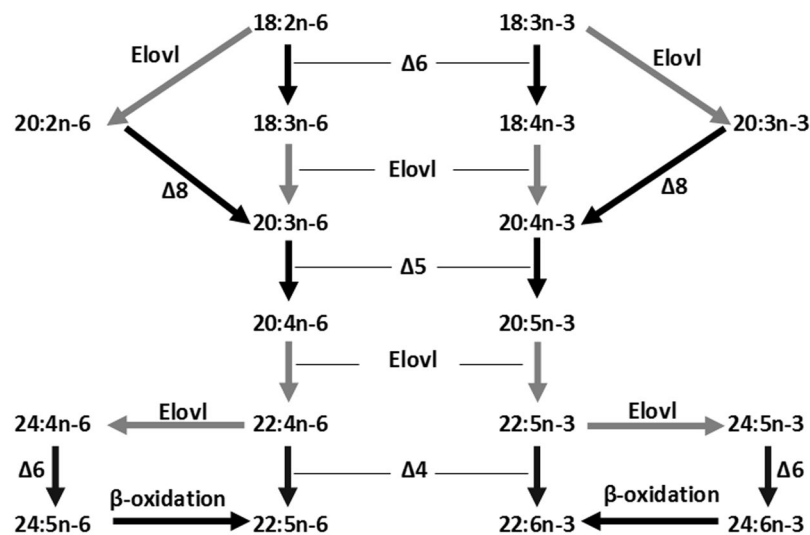 18:2n-6 18:3n-3
Elovl Δ6 Elovl
20:2n-6 18:3n-6 18:4n-3 20:3n-3
Δ8 Elovl Δ8
20:3n-6 20:4n-3
Δ5
20:4n-6 20:5n-3
Elovl
24:4n-6 Elovl 22:4n-6 22:5n-3 Elovl 24:5n-3
Δ6 Δ4 Δ6
β-oxidation β-oxidation
24:5n-6 22:5n-6 22:6n-3 24:6n-3